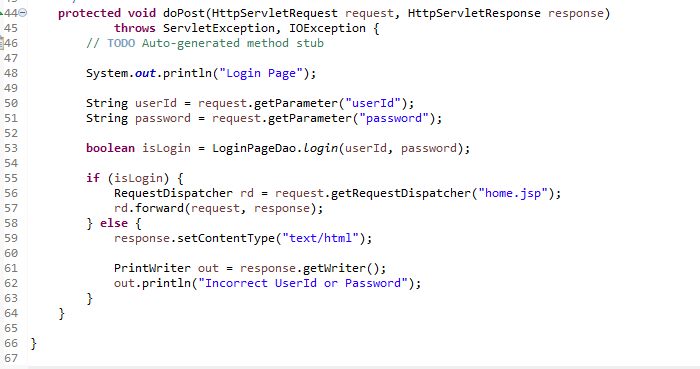 44 protected void doPost(HttpServletRequest request, HttpServletResponse response)
45 throws ServletException, IOException {
46 // TODO Auto-generated method stub
47
48 System.out.println("Login Page");
49
50 String userId = request.getParameter("userId");
51 String password = request.getParameter("password");
52
53 boolean isLogin = LoginPageDao.login(userId, password);
54
55 if (isLogin) {
56 RequestDispatcher rd = request.getRequestDispatcher("home.jsp");
57 rd.forward(request, response);
58 } else {
59 response.setContentType("text/html");
60
61 PrintWriter out = response.getWriter();
62 out.println("Incorrect UserId or Password");
63 }
64 }
65
66 }
67